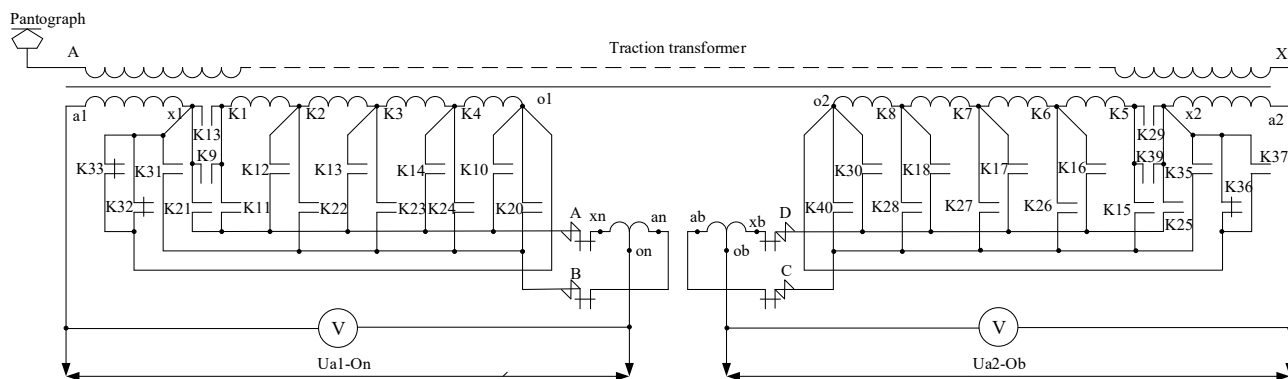 Pantograph
A
Traction transformer
X
a1
x1
K1
K2
K3
K4
o1
o2
K8
K7
K6
K5
x2
a2
K13
K29
K33
K31
K9
K12
K13
K14
K10
K30
K18
K17
K16
K39
K35
K37
K32
K21
K11
K22
K23
K24
K20
K40
K28
K27
K26
K15
K25
K36
A
xn
an
ab
xb
D
on
ob
B
C
V
V
Ua1-On
Ua2-Ob